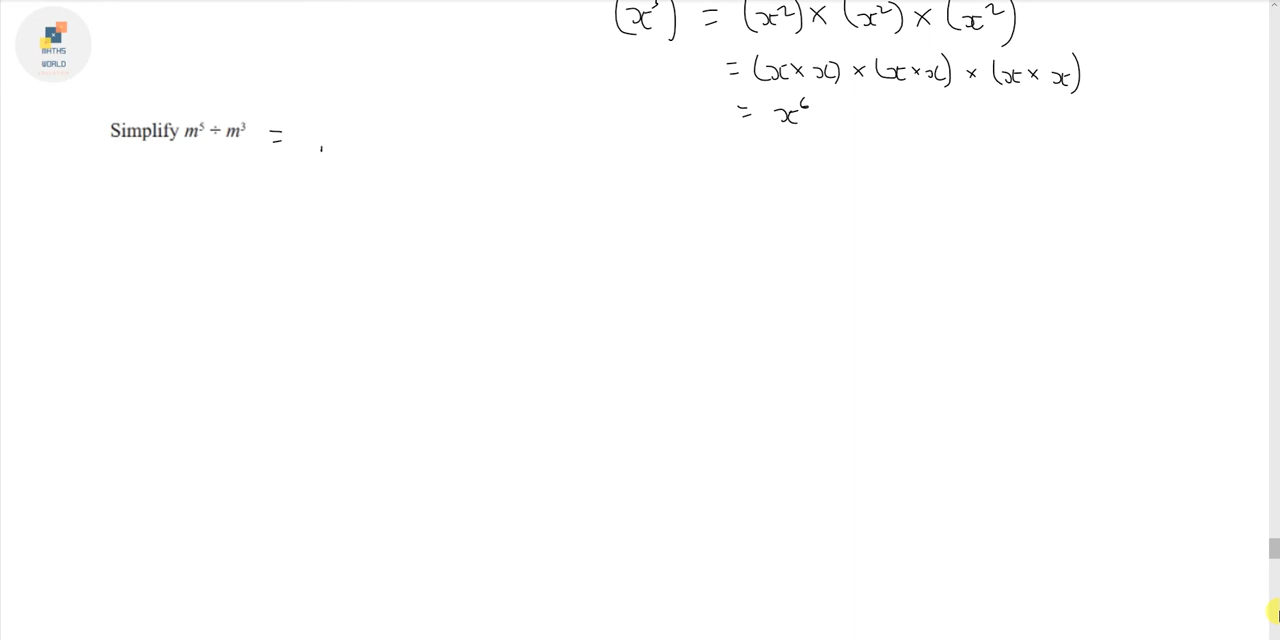 (x³) = (x²) × (x²) × (x²)
= (x × x) × (x × x) × (x × x)
= x⁶
MATHS
WORLD
Simplify m⁵ ÷ m³ =